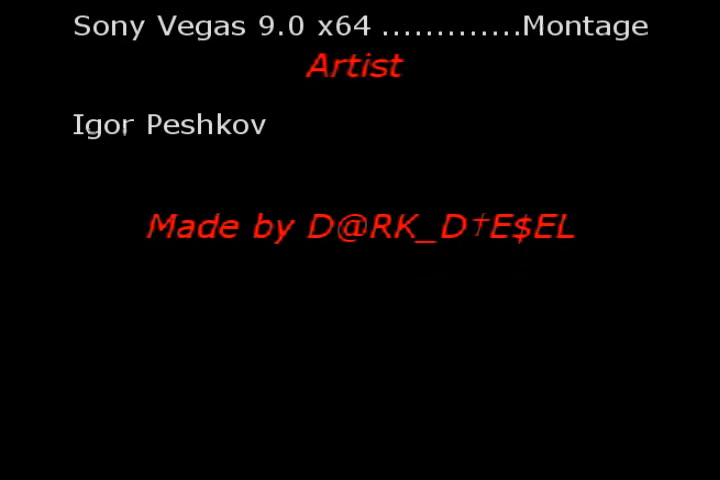 Sony Vegas 9.0 x64 .............Montage
Artist
Igor Peshkov
Made by D@RK_D†E$EL